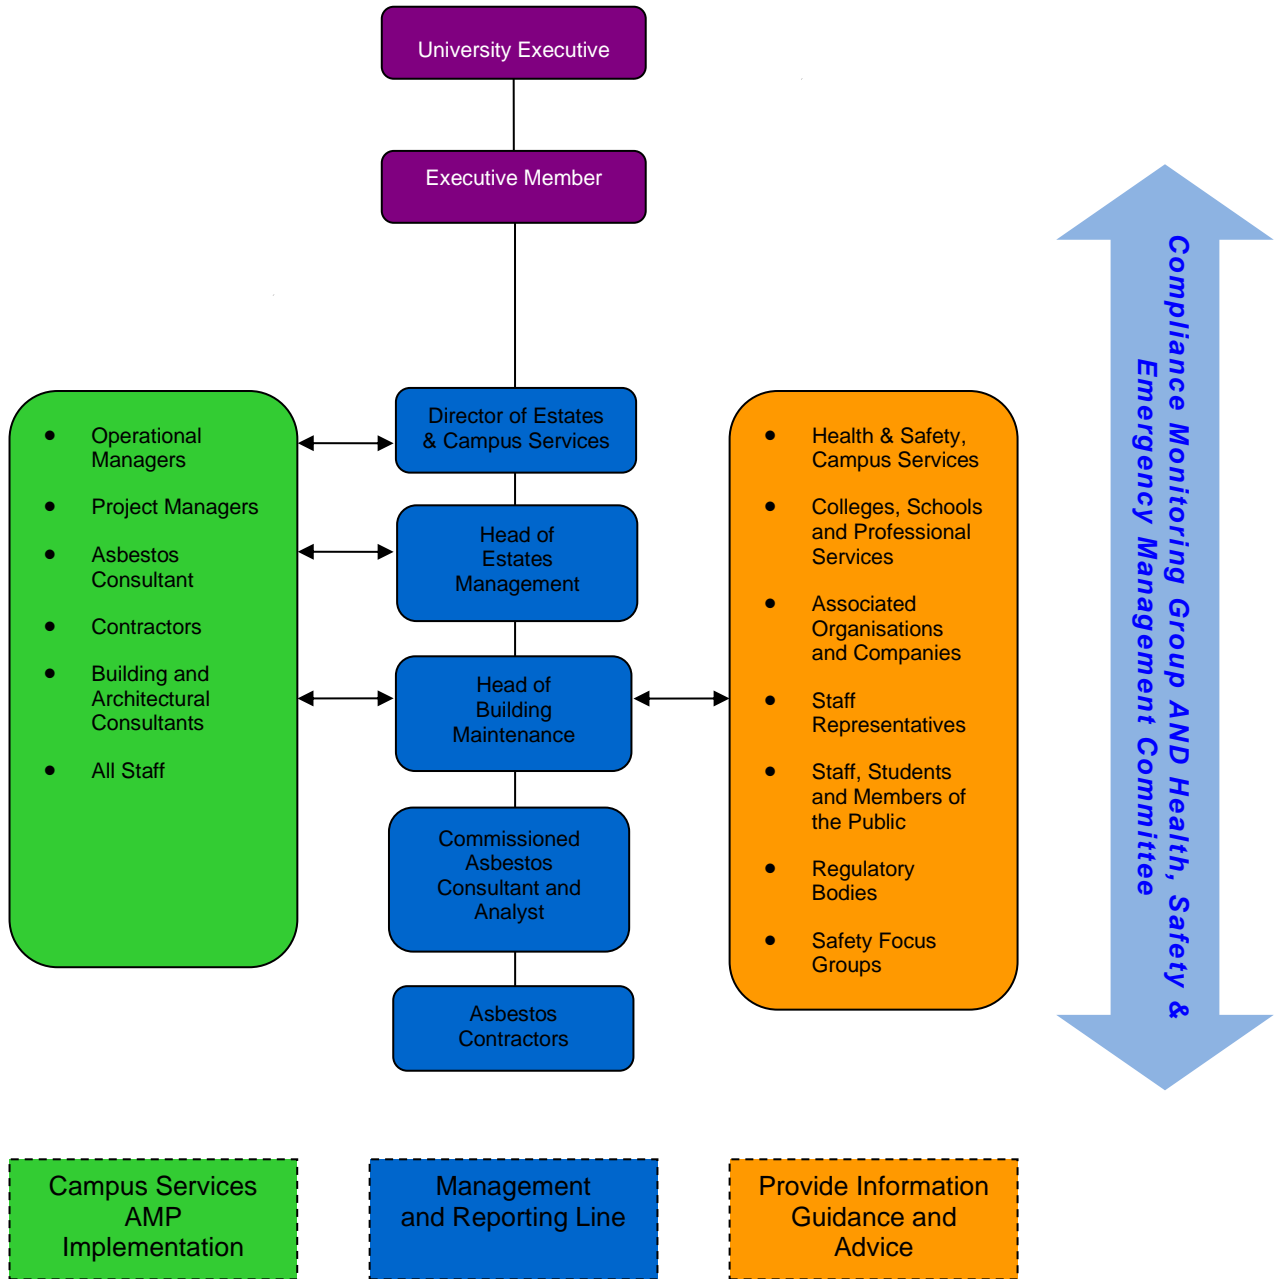 University Executive
Executive Member
Director of Estates
& Campus Services
Head of
Estates
Management
Head of
Building
Maintenance
Commissioned
Asbestos
Consultant and
Analyst
Asbestos
Contractors
• Operational
Managers
• Project Managers
• Asbestos
Consultant
• Contractors
• Building and
Architectural
Consultants
• All Staff
• Health & Safety,
Campus Services
• Colleges, Schools
and Professional
Services
• Associated
Organisations
and Companies
• Staff
Representatives
• Staff, Students
and Members of
the Public
• Regulatory
Bodies
• Safety Focus
Groups
Compliance Monitoring Group AND Health, Safety &
Emergency Management Committee
Campus Services
AMP
Implementation
Management
and Reporting Line
Provide Information
Guidance and
Advice